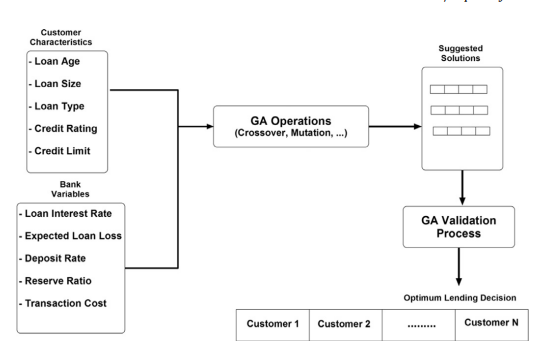 Customer
Characteristics
- Loan Age
- Loan Size
- Loan Type
- Credit Rating
- Credit Limit
Bank
Variables
- Loan Interest Rate
- Expected Loan Loss
- Deposit Rate
- Reserve Ratio
- Transaction Cost
GA Operations
(Crossover, Mutation, ...)
Suggested
Solutions
GA Validation
Process
Optimum Lending Decision
Customer 1
Customer 2
.........
Customer N